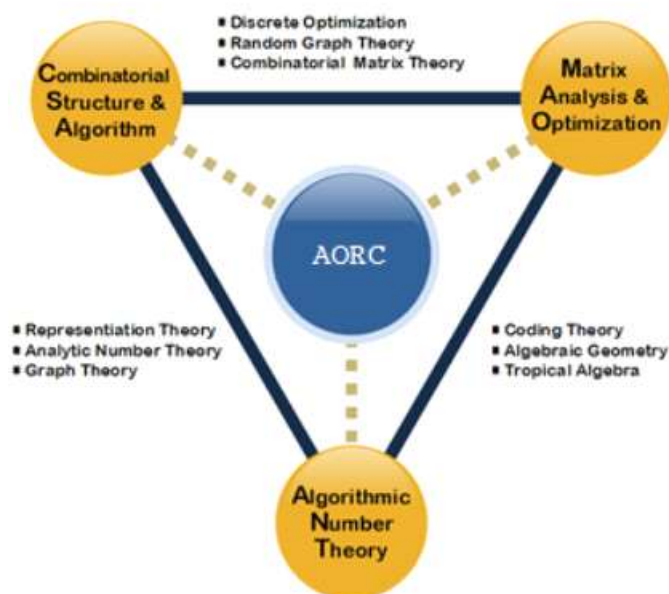 ▪ Discrete Optimization
▪ Random Graph Theory
▪ Combinatorial Matrix Theory
Combinatorial
Structure &
Algorithm
Matrix
Analysis &
Optimization
AORC
▪ Representiation Theory
▪ Analytic Number Theory
▪ Graph Theory
▪ Coding Theory
▪ Algebraic Geometry
▪ Tropical Algebra
Algorithmic
Number
Theory